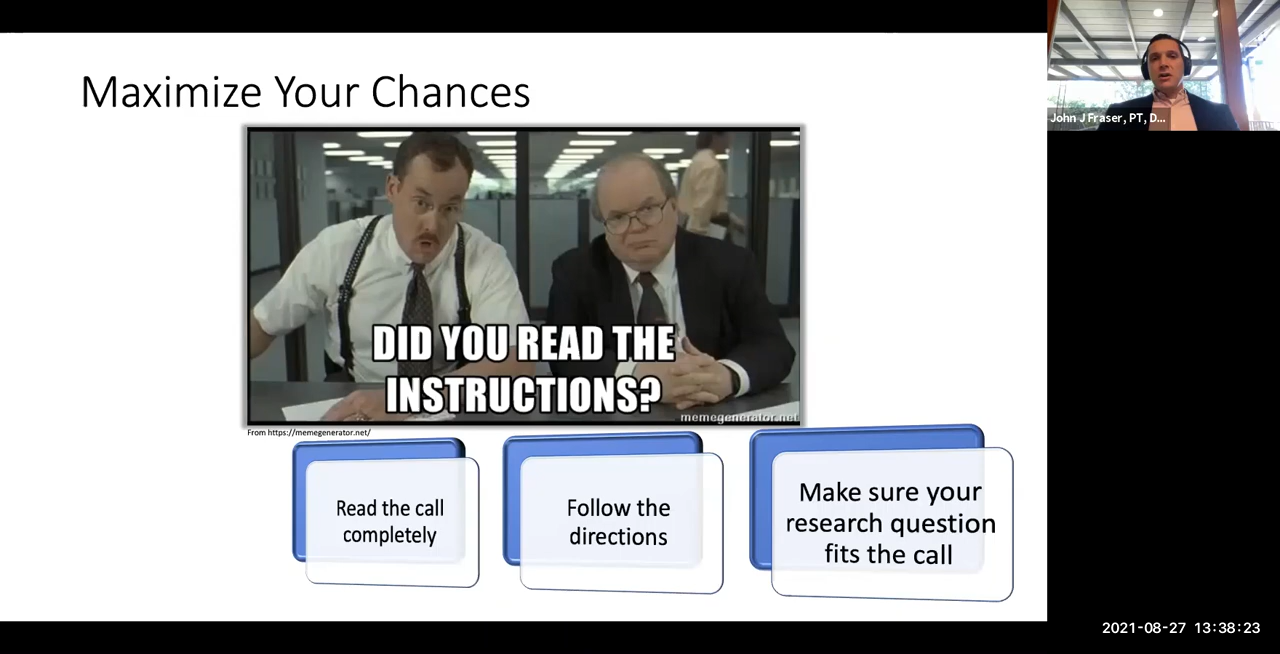 Maximize Your Chances
DID YOU READ THE
INSTRUCTIONS?
memegenerator.net
From https://memegenerator.net/
Read the call
completely
Follow the
directions
Make sure your
research question
fits the call
John J Fraser, PT, D...
2021-08-27 13:38:23